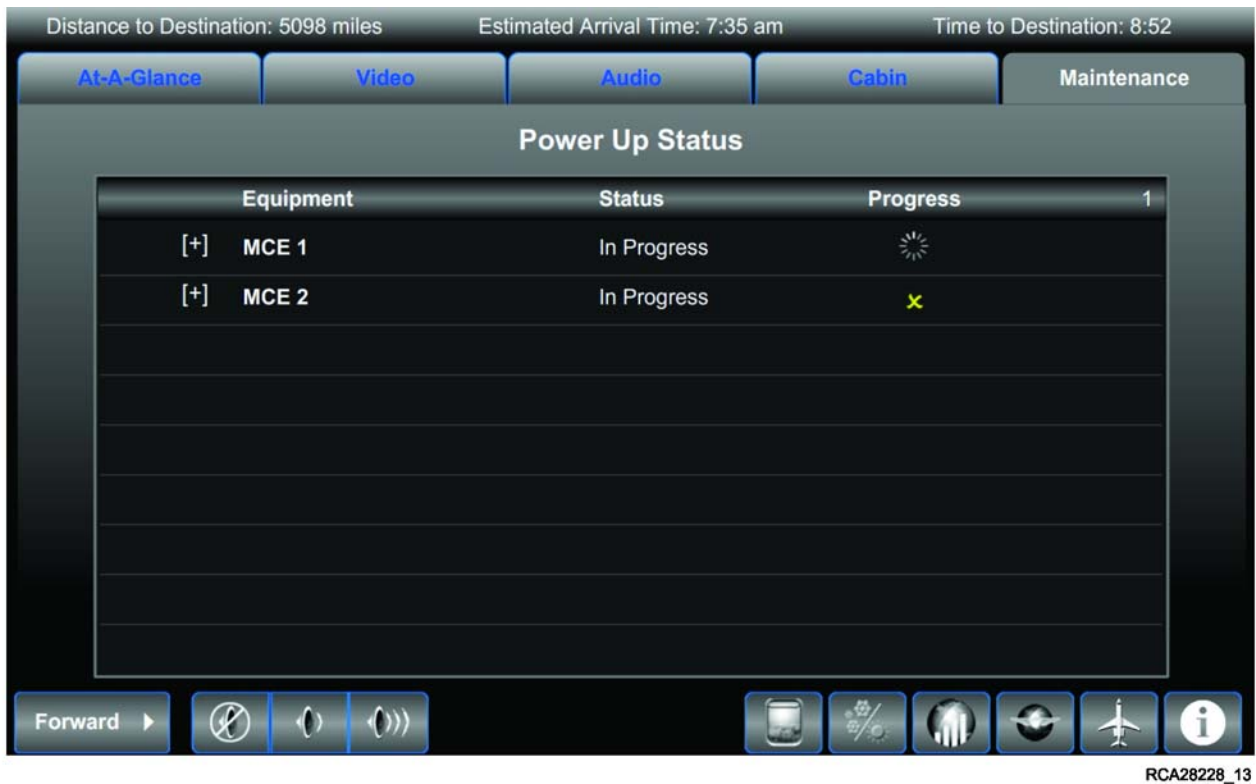 Distance to Destination: 5098 miles Estimated Arrival Time: 7:35 am Time to Destination: 8:52
At-A-Glance Video Audio Cabin Maintenance
Power Up Status
Equipment Status Progress 1
[+] MCE 1 In Progress
[+] MCE 2 In Progress
Forward
RCA28228_13